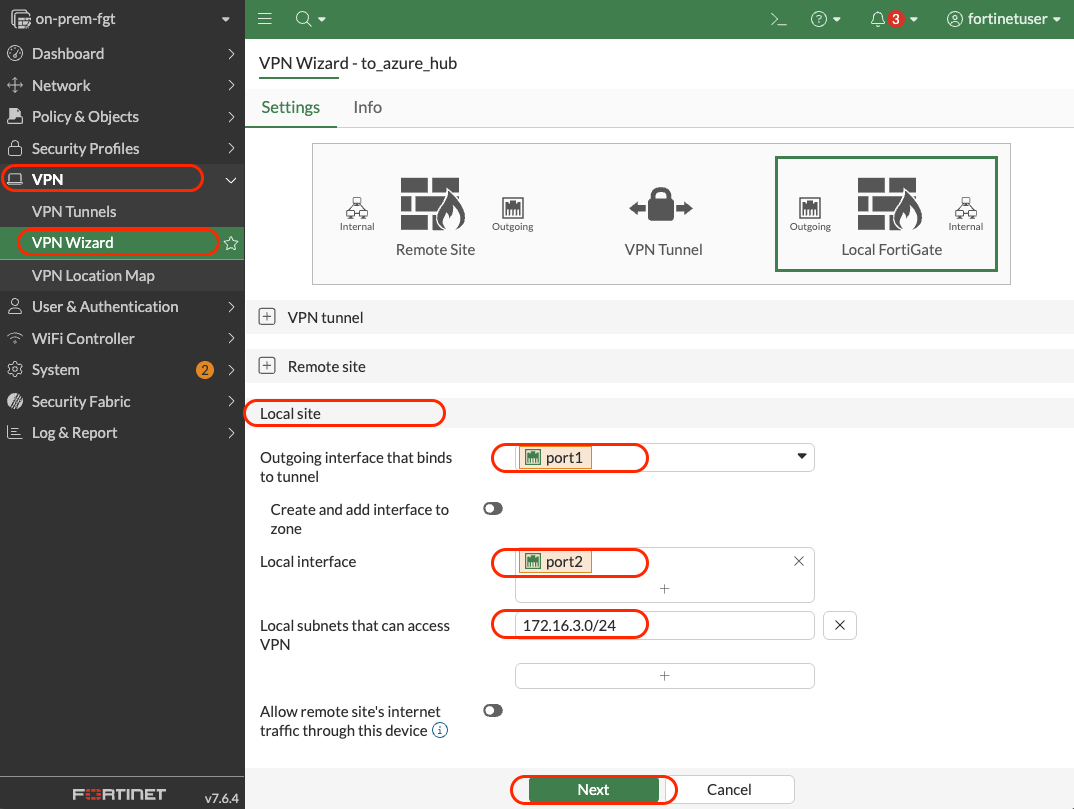 on-prem-fgt
Dashboard
Network
Policy & Objects
Security Profiles
VPN
VPN Tunnels
VPN Wizard
VPN Location Map
User & Authentication
WiFi Controller
System 2
Security Fabric
Log & Report
FORTINET v7.6.4
3 fortinetuser
VPN Wizard - to_azure_hub
Settings Info
Internal
Remote Site
Outgoing
VPN Tunnel
Outgoing
Local FortiGate
Internal
VPN tunnel
Remote site
Local site
Outgoing interface that binds
to tunnel
port1
Create and add interface to
zone
Local interface
port2
Local subnets that can access
VPN
172.16.3.0/24
Allow remote site's internet
traffic through this device
Next Cancel